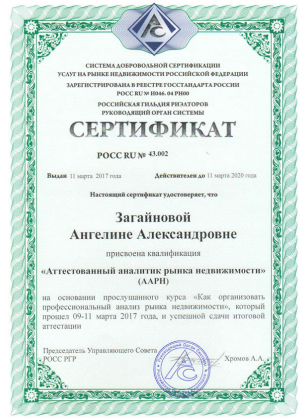 СИСТЕМА ДОБРОВОЛЬНОЙ СЕРТИФИКАЦИИ
УСЛУГ НА РЫНКЕ НЕДВИЖИМОСТИ РОССИЙСКОЙ ФЕДЕРАЦИИ
ЗАРЕГИСТРИРОВАНА В РЕЕСТРЕ ГОССТАНДАРТА РОССИИ
РОСС RU № Н046. 04 РН00
РОССИЙСКАЯ ГИЛЬДИЯ РИЭЛТОРОВ
РУКОВОДЯЩИЙ ОРГАН СИСТЕМЫ
СЕРТИФИКАТ
РОСС RU № 43.002
Выдан 11 марта 2017 года Действителен до 11 марта 2020 года
Настоящий сертификат удостоверяет, что
Загайновой
Ангелине Александровне
присвоена квалификация
«Аттестованный аналитик рынка недвижимости»
(ААРН)
на основании прослушанного курса «Как организовать
профессиональный анализ рынка недвижимости», который
прошел 09-11 марта 2017 года, и успешной сдачи итоговой
аттестации
Председатель Управляющего Совета
РОСС РГР Хромов А.А.